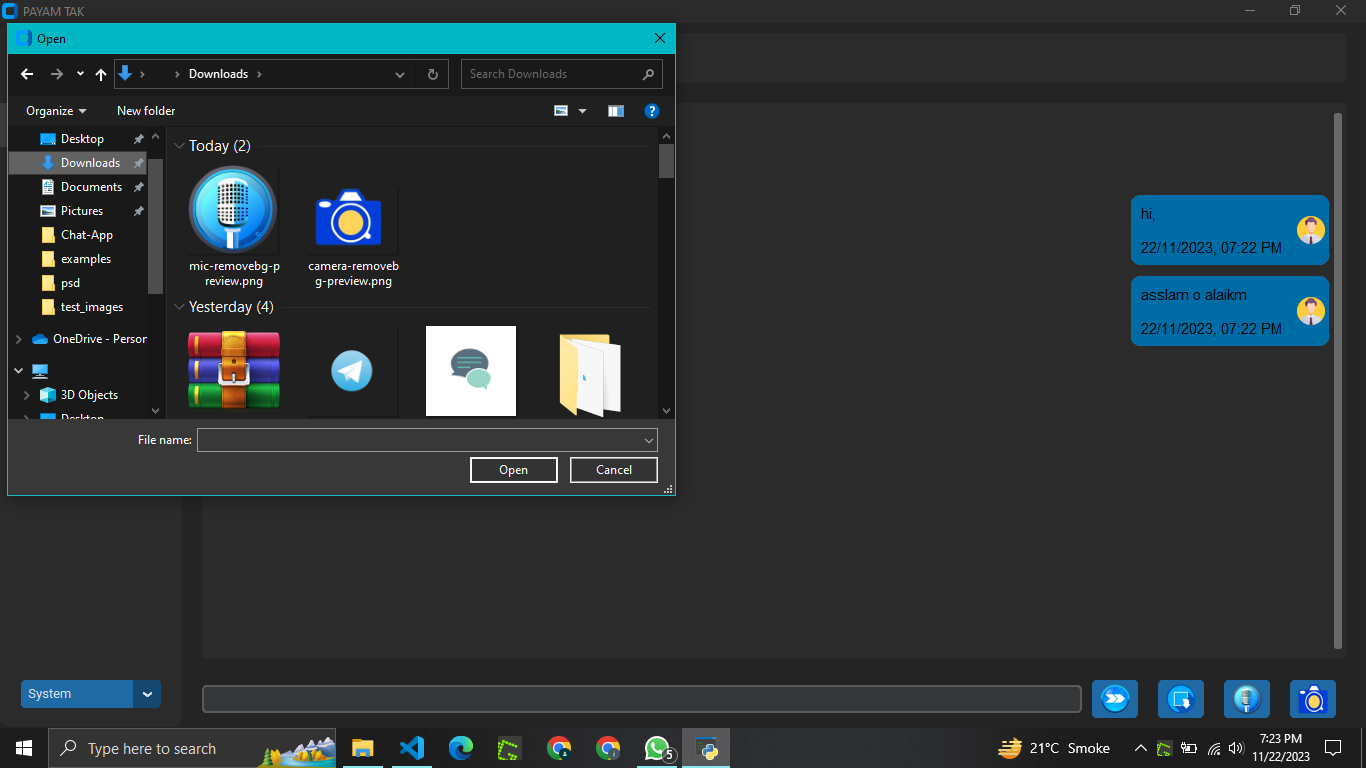 PAYAM TAK
Open
Downloads
Search Downloads
Organize
New folder
Desktop
Downloads
Documents
Pictures
Chat-App
examples
psd
test_images
OneDrive - Person
3D Objects
Desktop
Today (2)
mic-removebg-p
review.png
camera-removeb
g-preview.png
Yesterday (4)
File name:
Open
Cancel
hi,
22/11/2023, 07:22 PM
asslam o alaikm
22/11/2023, 07:22 PM
System
Type here to search
5
21°C Smoke
7:23 PM
11/22/2023